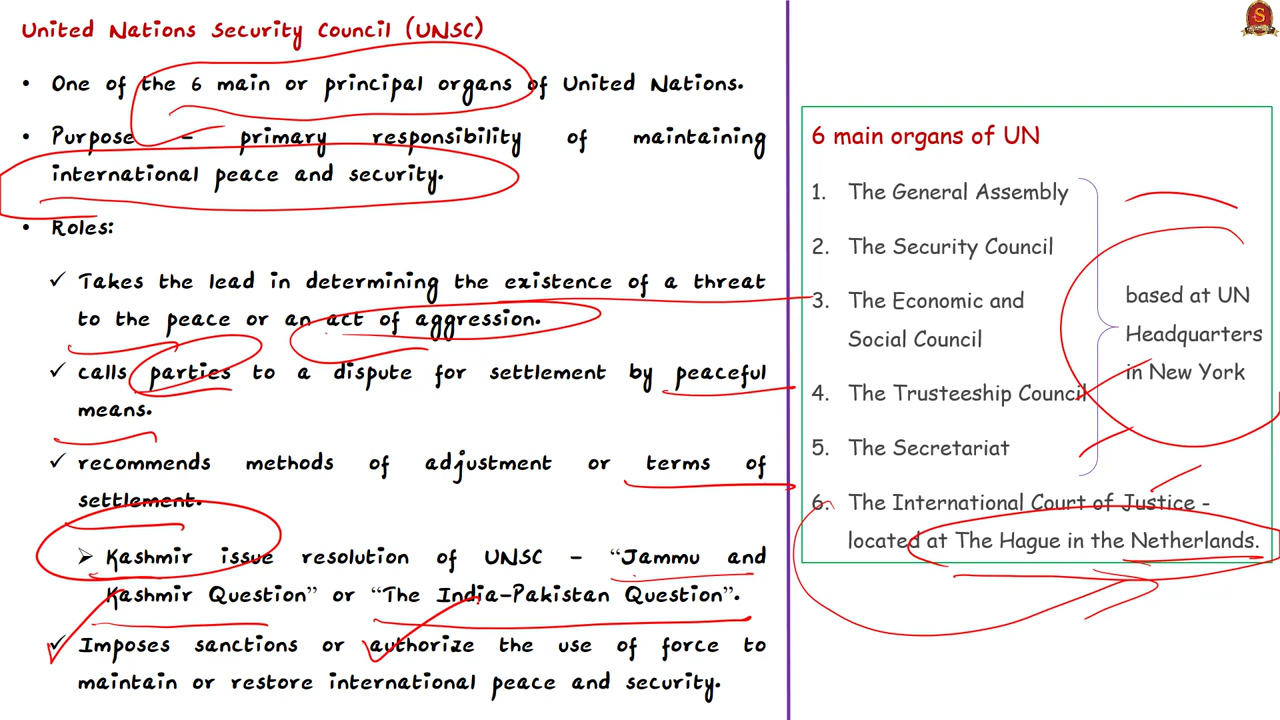 United Nations Security Council (UNSC)
• One of the 6 main or principal organs of United Nations.
• Purpose – primary responsibility of maintaining
international peace and security.
• Roles:
✓ Takes the lead in determining the existence of a threat
to the peace or an act of aggression.
✓ calls parties to a dispute for settlement by peaceful
means.
✓ recommends methods of adjustment or terms of
settlement.
➢ Kashmir issue resolution of UNSC – “Jammu and
Kashmir Question” or “The India-Pakistan Question”.
✓ Imposes sanctions or authorize the use of force to
maintain or restore international peace and security.
6 main organs of UN
1. The General Assembly
2. The Security Council
3. The Economic and
Social Council
4. The Trusteeship Council
5. The Secretariat
based at UN
Headquarters
in New York
6. The International Court of Justice -
located at The Hague in the Netherlands.